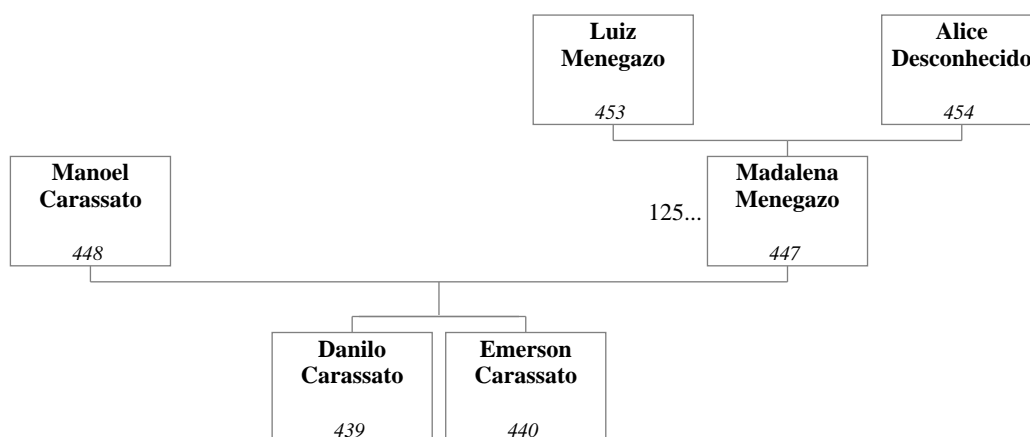 Luiz
Menegazo
453
Alice
Desconhecido
454
Manoel
Carassato
448
125...
Madalena
Menegazo
447
Danilo
Carassato
439
Emerson
Carassato
440